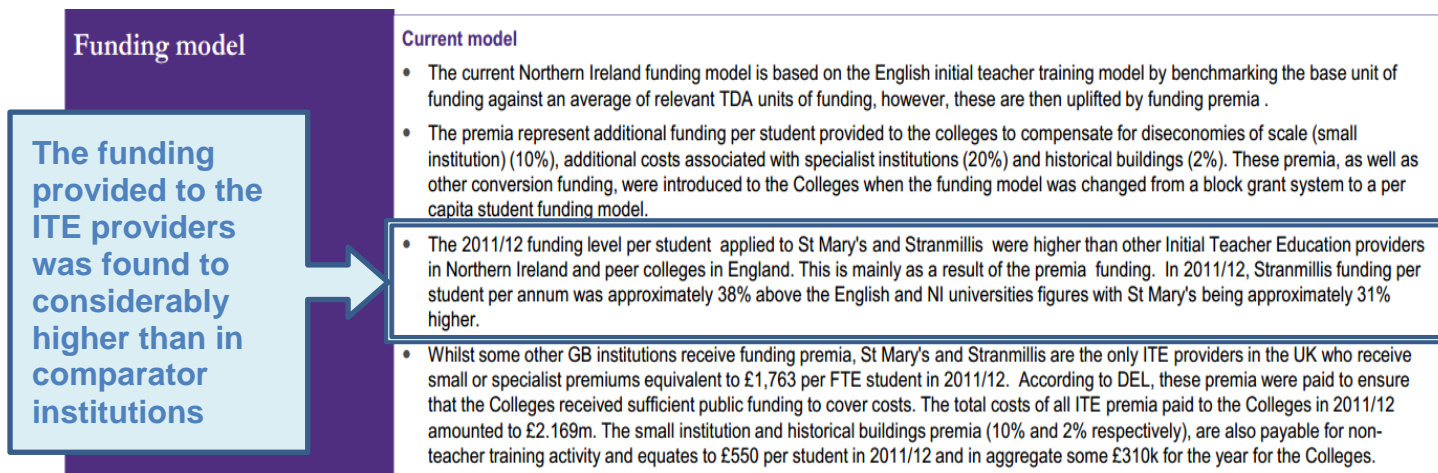 Funding model
The funding
provided to the
ITE providers
was found to
considerably
higher than in
comparator
institutions
Current model
• The current Northern Ireland funding model is based on the English initial teacher training model by benchmarking the base unit of
funding against an average of relevant TDA units of funding, however, these are then uplifted by funding premia .
• The premia represent additional funding per student provided to the colleges to compensate for diseconomies of scale (small
institution) (10%), additional costs associated with specialist institutions (20%) and historical buildings (2%). These premia, as well as
other conversion funding, were introduced to the Colleges when the funding model was changed from a block grant system to a per
capita student funding model.
• The 2011/12 funding level per student applied to St Mary's and Stranmillis were higher than other Initial Teacher Education providers
in Northern Ireland and peer colleges in England. This is mainly as a result of the premia funding. In 2011/12, Stranmillis funding per
student per annum was approximately 38% above the English and NI universities figures with St Mary's being approximately 31%
higher.
• Whilst some other GB institutions receive funding premia, St Mary's and Stranmillis are the only ITE providers in the UK who receive
small or specialist premiums equivalent to £1,763 per FTE student in 2011/12. According to DEL, these premia were paid to ensure
that the Colleges received sufficient public funding to cover costs. The total costs of all ITE premia paid to the Colleges in 2011/12
amounted to £2.169m. The small institution and historical buildings premia (10% and 2% respectively), are also payable for non-
teacher training activity and equates to £550 per student in 2011/12 and in aggregate some £310k for the year for the Colleges.